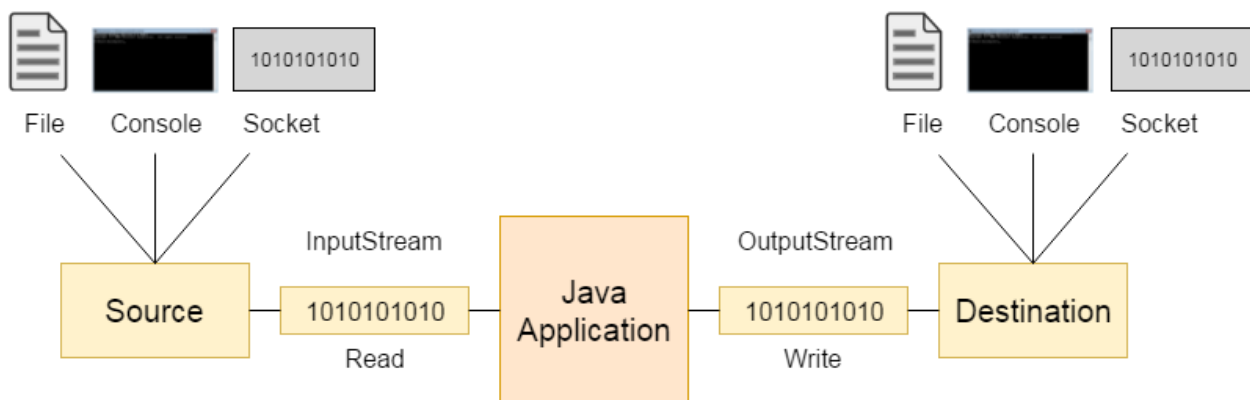 1010101010
1010101010
File
Console
Socket
File
Console
Socket
InputStream
OutputStream
Source
1010101010
Java
Application
1010101010
Destination
Read
Write